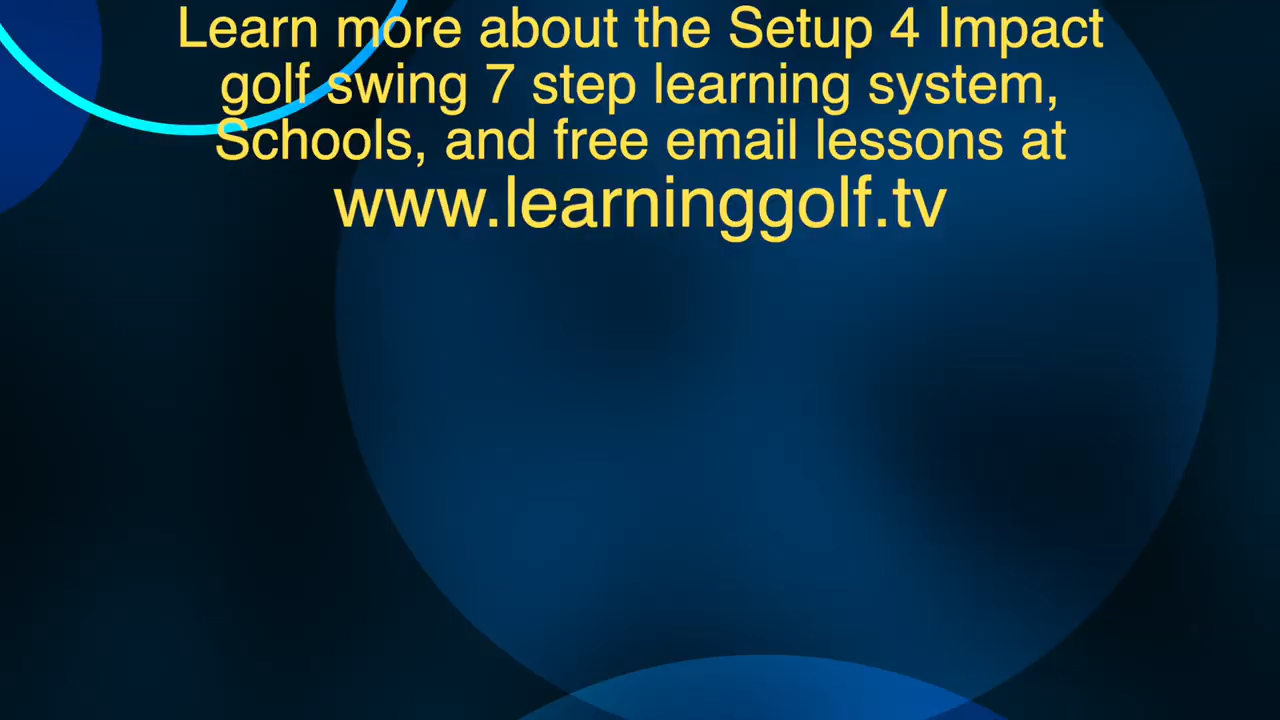 Learn more about the Setup 4 Impact
golf swing 7 step learning system,
Schools, and free email lessons at
www.learninggolf.tv